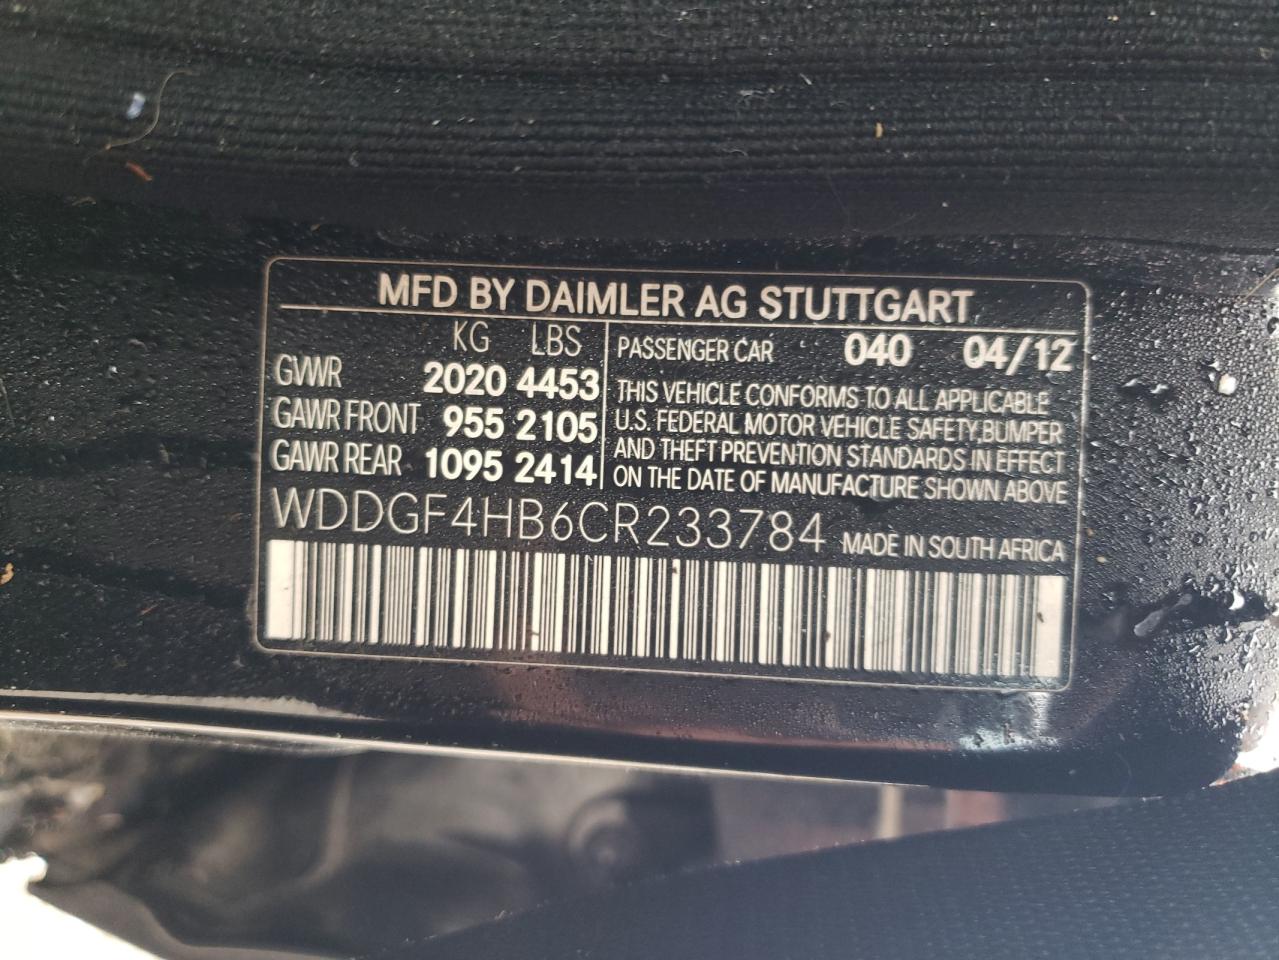 MFD BY DAIMLER AG STUTTGART
KG LBS
GVWR 2020 4453
GAWR FRONT 955 2105
GAWR REAR 1095 2414
PASSENGER CAR 040 04/12
THIS VEHICLE CONFORMS TO ALL APPLICABLE
U.S. FEDERAL MOTOR VEHICLE SAFETY, BUMPER
AND THEFT PREVENTION STANDARDS IN EFFECT
ON THE DATE OF MANUFACTURE SHOWN ABOVE
WDDGF4HB6CR233784 MADE IN SOUTH AFRICA